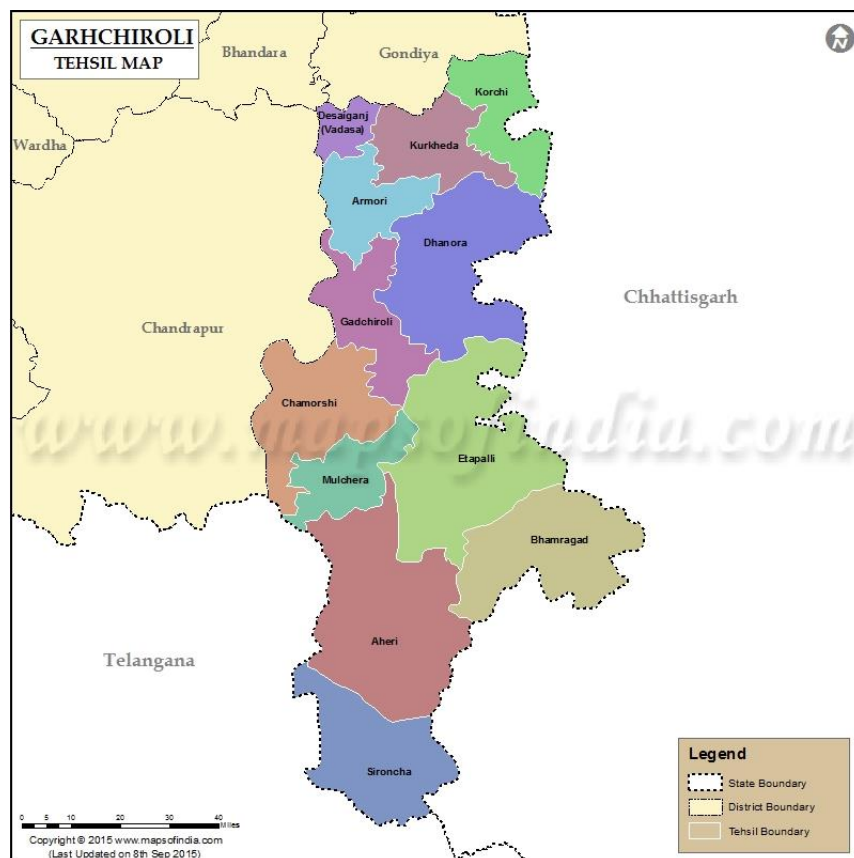 GARHCHIROLI
TEHSIL MAP
Bhandara
Gondiya
N
Korchi
Desaiganj
(Vadasa)
Kurkheda
Wardha
Armori
Dhanora
Chhattisgarh
Chandrapur
Gadchiroli
Chamorshi
www.mapsofindia.com
Etapalli
Mulchera
Bhamragad
Aheri
Telangana
Sironcha
Legend
State Boundary
District Boundary
Tehsil Boundary
0 5 10 20 30 40
Miles
Copyright © 2015 www.mapsofindia.com
(Last Updated on 8th Sep 2015)